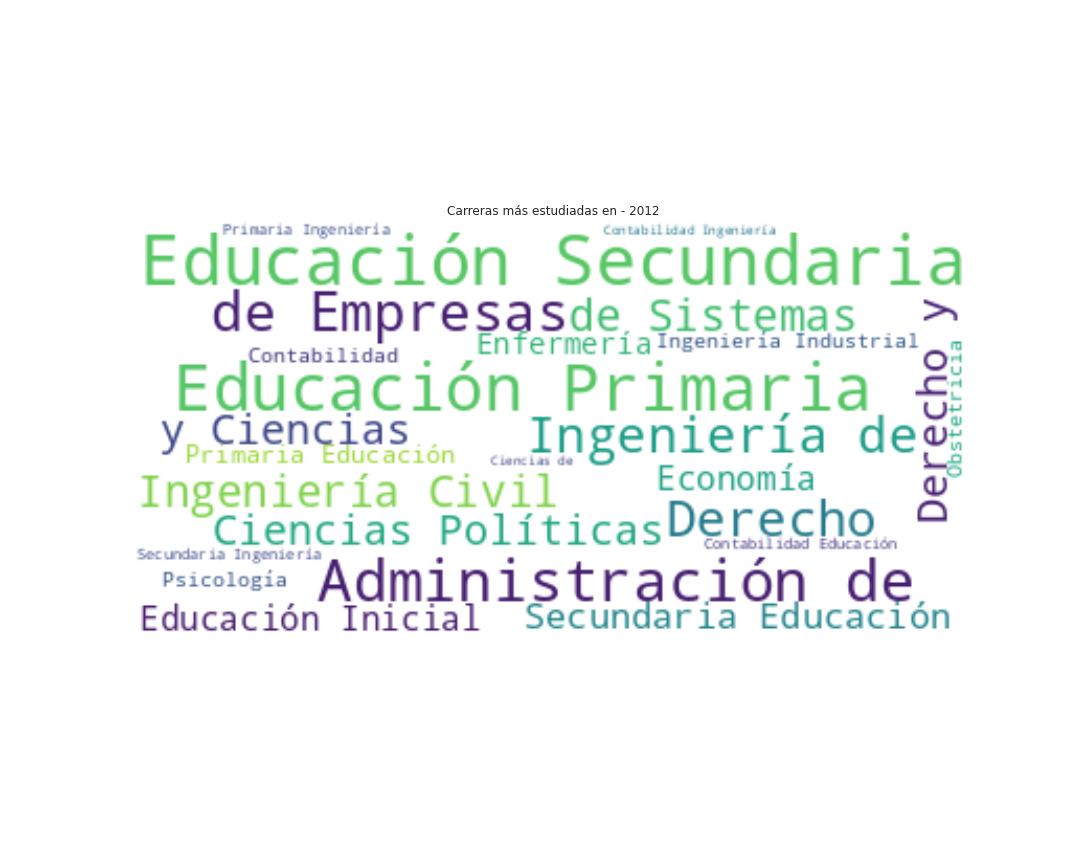 Carreras más estudiadas en - 2012
Primaria Ingeniería
Contabilidad Ingeniería
Educación Secundaria
de Empresas
de Sistemas
Derecho y
Enfermería
Ingeniería Industrial
Obstetricia
Contabilidad
Educación Primaria
y Ciencias
Ingeniería de
Primaria Educación
Ciencias de
Economía
Ingeniería Civil
Derecho
Ciencias Políticas
Contabilidad Educación
Secundaria Ingeniería
Psicología
Administración de
Educación Inicial
Secundaria Educación